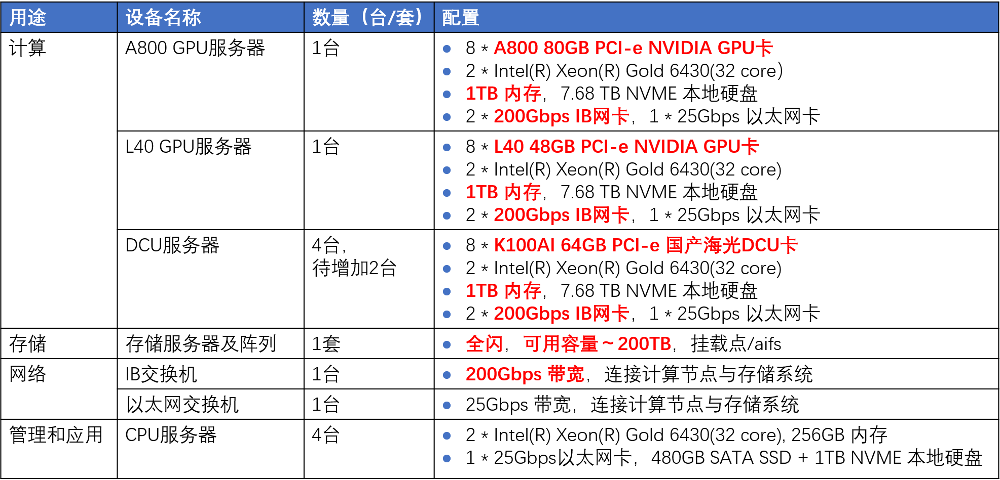 用途 设备名称 数量（台/套） 配置
计算 A800 GPU服务器 1台 8 * A800 80GB PCI-e NVIDIA GPU卡
2 * Intel(R) Xeon(R) Gold 6430(32 core）
1TB 内存，7.68 TB NVME 本地硬盘
2 * 200Gbps IB网卡，1 * 25Gbps 以太网卡
L40 GPU服务器 1台 8 * L40 48GB PCI-e NVIDIA GPU卡
2 * Intel(R) Xeon(R) Gold 6430(32 core)
1TB 内存，7.68 TB NVME 本地硬盘
2 * 200Gbps IB网卡，1 * 25Gbps 以太网卡
DCU服务器 4台， 8 * K100AI 64GB PCI-e 国产海光DCU卡
待增加2台 2 * Intel(R) Xeon(R) Gold 6430(32 core)
1TB 内存，7.68 TB NVME 本地硬盘
2 * 200Gbps IB网卡，1 * 25Gbps 以太网卡
存储 存储服务器及阵列 1套 全闪，可用容量～200TB，挂载点/aifs
网络 IB交换机 1台 200Gbps 带宽，连接计算节点与存储系统
以太网交换机 1台 25Gbps 带宽，连接计算节点与存储系统
管理和应用 CPU服务器 4台 2 * Intel(R) Xeon(R) Gold 6430(32 core), 256GB 内存
1 * 25Gbps以太网卡，480GB SATA SSD + 1TB NVME 本地硬盘